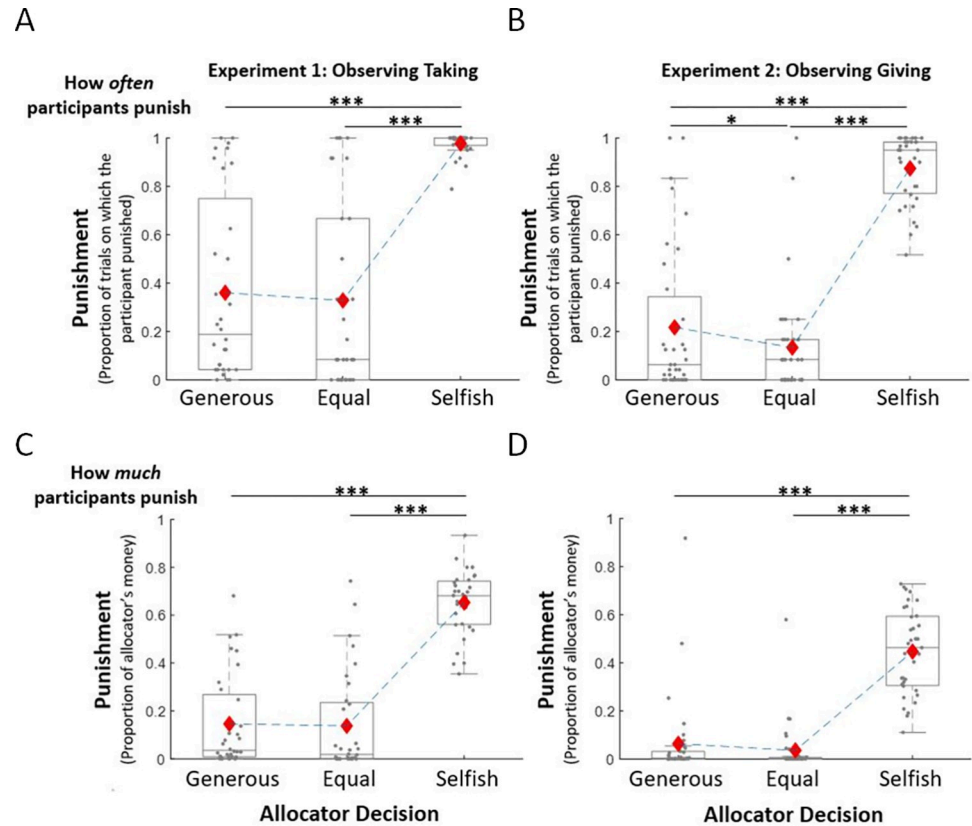 A
B
How often
participants punish
Experiment 1: Observing Taking
Experiment 2: Observing Giving
***
***
***
*
***
Punishment
(Proportion of trials on which the
participant punished)
1
0.8
0.6
0.4
0.2
0
Generous Equal Selfish
Punishment
(Proportion of trials on which the
participant punished)
1
0.8
0.6
0.4
0.2
0
Generous Equal Selfish
C
D
How much
participants punish
***
***
***
***
Punishment
(Proportion of allocator's money)
1
0.8
0.6
0.4
0.2
0
Generous Equal Selfish
Allocator Decision
Punishment
(Proportion of allocator's money)
1
0.8
0.6
0.4
0.2
0
Generous Equal Selfish
Allocator Decision